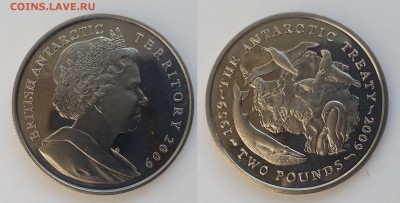 COINS.LAVE.RU
BRITISH ANTARCTIC TERRITORY 2009
1959-THE ANTARCTIC TREATY-2009
TWO POUNDS